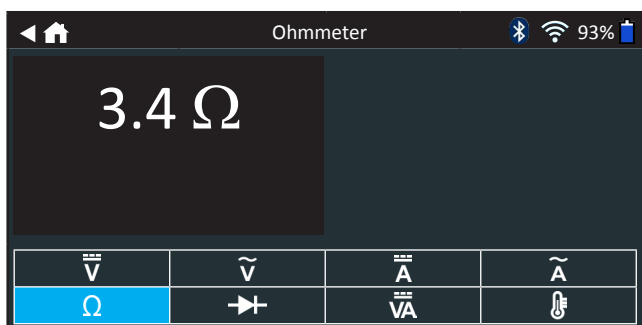 Ohmmeter 93%
3.4 Ω
V V A A
Ω VA